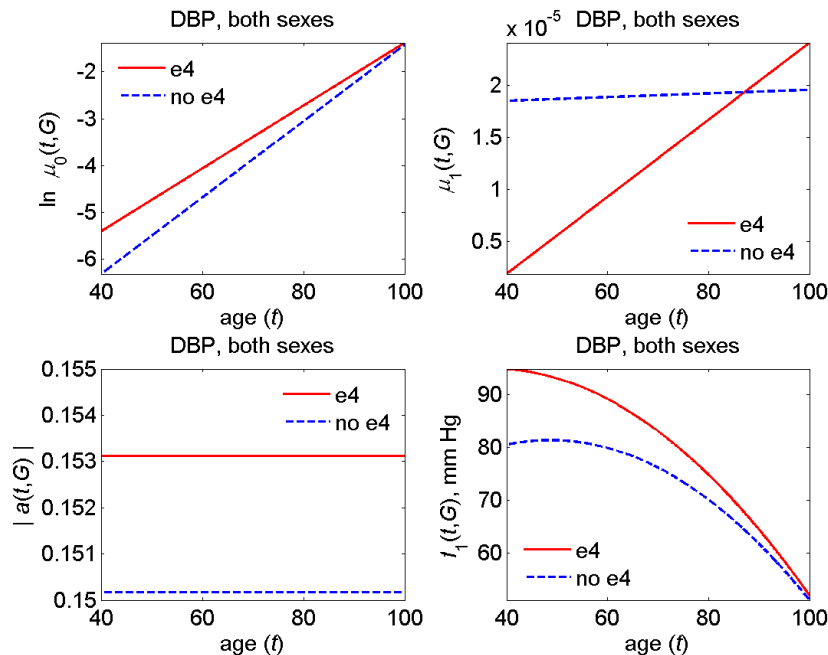 DBP, both sexes
ln μ0(t,G)
-2
-3
-4
-5
-6
e4
no e4
40 60 80 100
age (t)
x 10^-5
DBP, both sexes
μ1(t,G)
2
1.5
1
0.5
e4
no e4
40 60 80 100
age (t)
DBP, both sexes
| a(t,G) |
0.155
0.154
0.153
0.152
0.151
0.15
e4
no e4
40 60 80 100
age (t)
DBP, both sexes
f1(t,G), mm Hg
90
80
70
60
e4
no e4
40 60 80 100
age (t)